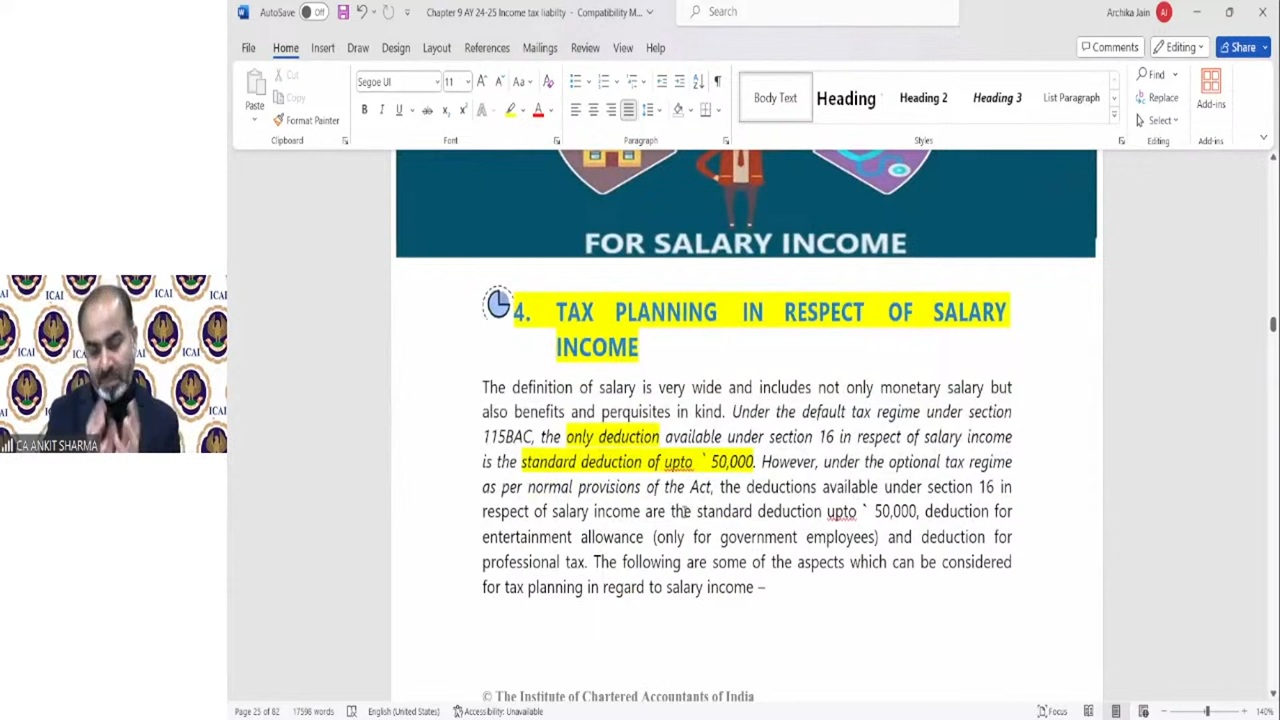 AutoSave Off Chapter 9 AY 24-25 Income tax liabilty - Compatibility M... Search Archika Jain AJ
File Home Insert Draw Design Layout References Mailings Review View Help Comments Editing Share
Paste Cut Copy Format Painter
Segoe UI 11
Body Text Heading Heading 2 Heading 3 List Paragraph
Find Replace Select Add-ins
Clipboard Font Paragraph Styles Editing Add-ins
FOR SALARY INCOME
4. TAX PLANNING IN RESPECT OF SALARY
INCOME
The definition of salary is very wide and includes not only monetary salary but
also benefits and perquisites in kind. Under the default tax regime under section
115BAC, the only deduction available under section 16 in respect of salary income
is the standard deduction of upto ` 50,000. However, under the optional tax regime
as per normal provisions of the Act, the deductions available under section 16 in
respect of salary income are the standard deduction upto ` 50,000, deduction for
entertainment allowance (only for government employees) and deduction for
professional tax. The following are some of the aspects which can be considered
for tax planning in regard to salary income –
© The Institute of Chartered Accountants of India
ICAI
CA ANKIT SHARMA
Page 25 of 82 17598 words English (United States) Accessibility: Unavailable Focus 140%